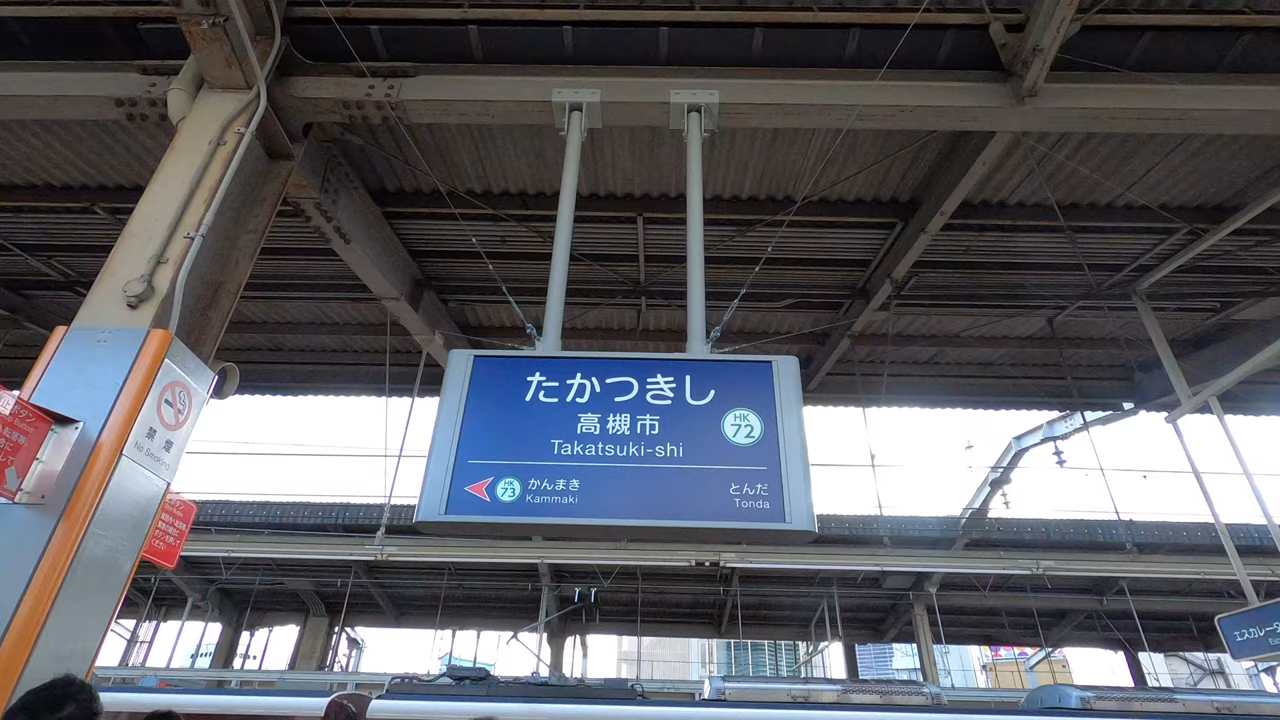 たかつきし
高槻市
Takatsuki-shi
HK
72
HK
73
かんまき
Kammaki
とんだ
Tonda
禁煙
No Smoking
エスカレータ